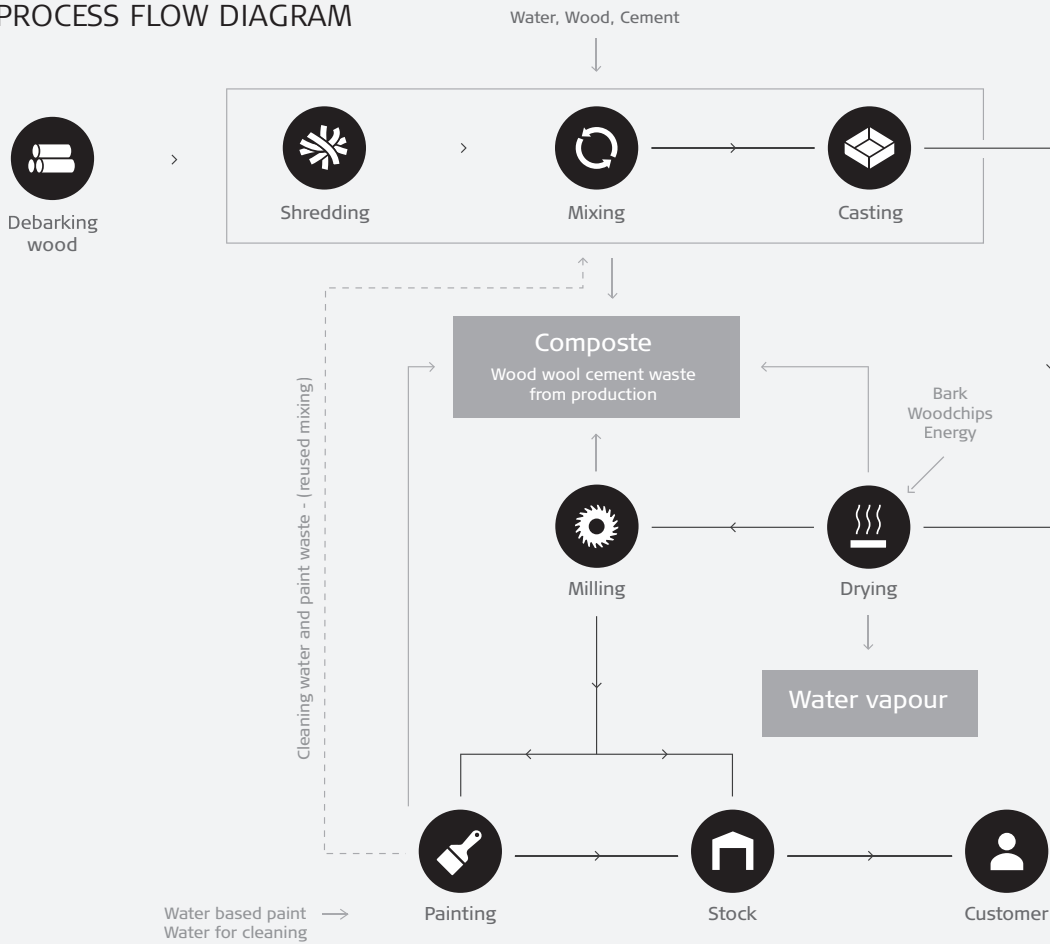 PROCESS FLOW DIAGRAM
Water, Wood, Cement
Debarking
wood
Shredding
Mixing
Casting
Composte
Wood wool cement waste
from production
Bark
Woodchips
Energy
Cleaning water and paint waste - (reused mixing)
Milling
Drying
Water vapour
Painting
Stock
Customer
Water based paint
Water for cleaning